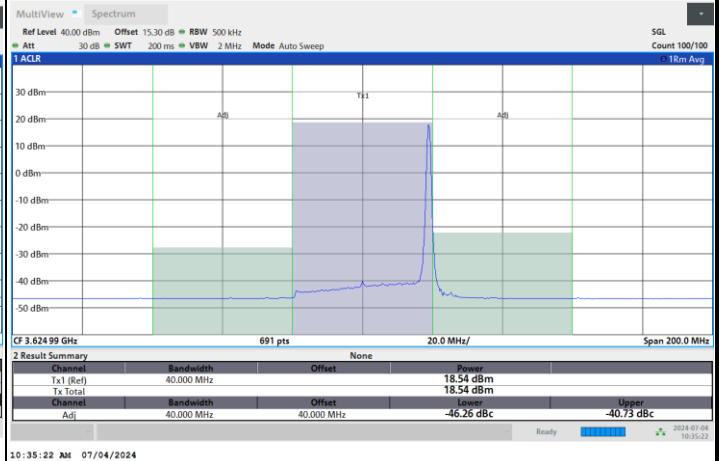 MultiView Spectrum
Ref Level 40.00 dBm Offset 15.30 dB RBW 500 kHz SGL
Att 30 dB SWT 200 ms VBW 2 MHz Mode Auto Sweep Count 100/100
1 ACLR 1Rm Avg
Tx1
30 dBm
Adj Adj
20 dBm
10 dBm
0 dBm
-10 dBm
-20 dBm
-30 dBm
-40 dBm
-50 dBm
CF 3.62499 GHz 691 pts 20.0 MHz/ Span 200.0 MHz
2 Result Summary None
Channel Bandwidth Offset Power
Tx1 (Ref) 40.000 MHz 18.54 dBm
Tx Total 18.54 dBm
Channel Bandwidth Offset Lower Upper
Adj 40.000 MHz 40.000 MHz -46.26 dBc -40.73 dBc
Ready 2024-07-04
10:35:22
10:35:22 AM 07/04/2024